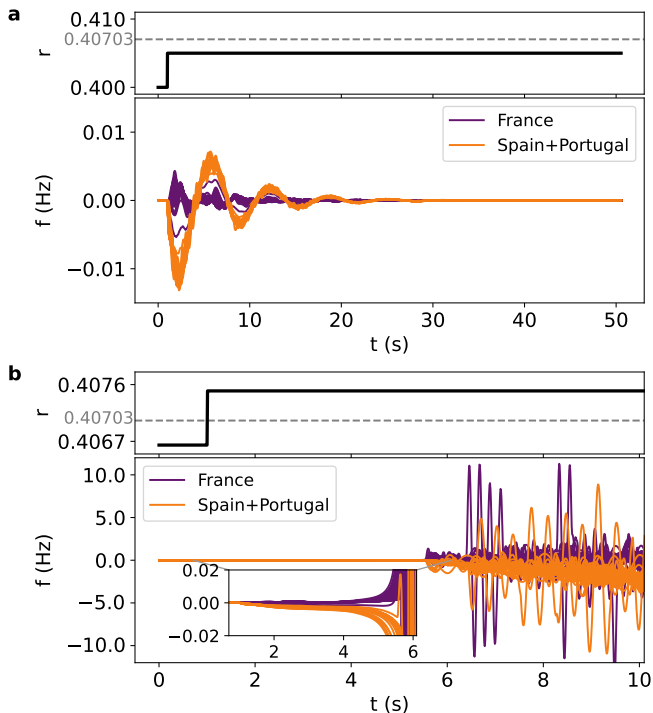 a
0.410
0.40703
0.400
r
France
Spain+Portugal
0.01
0.00
−0.01
f (Hz)
0 10 20 30 40 50
t (s)
b
0.4076
0.40703
0.4067
r
France
Spain+Portugal
10.0
5.0
0.0
−5.0
−10.0
f (Hz)
0.02
0.00
−0.02
2 4 6
0 2 4 6 8 10
t (s)